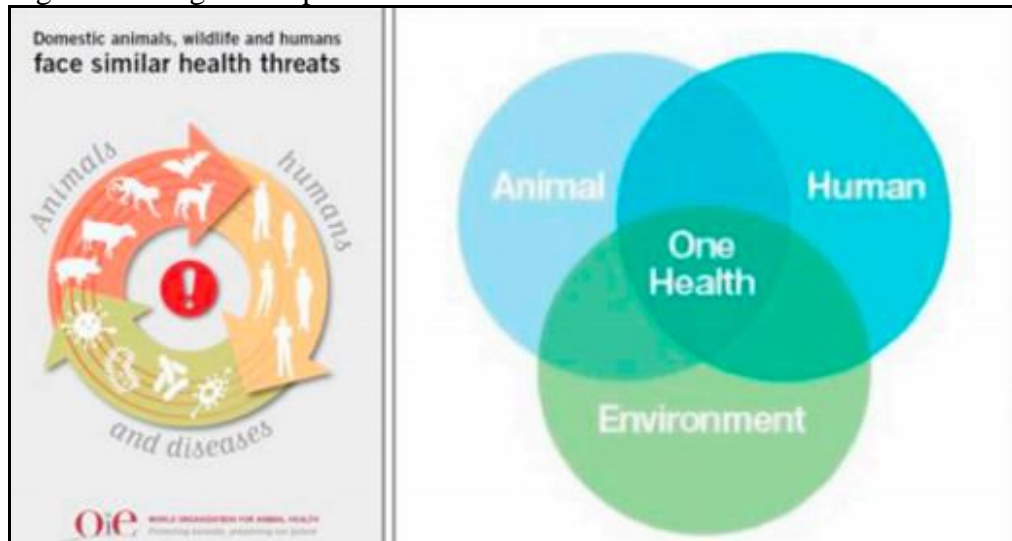 Domestic animals, wildlife and humans
face similar health threats
Animals
humans
and diseases
OiE
WORLD ORGANISATION FOR ANIMAL HEALTH
Animal
Human
One
Health
Environment